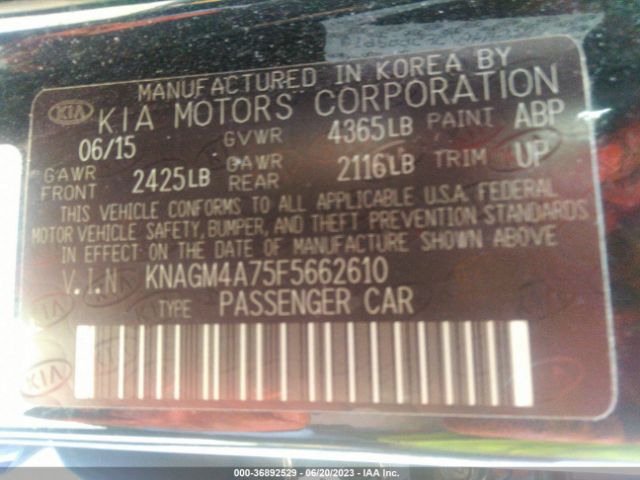 MANUFACTURED IN KOREA BY
KIA KIA MOTORS CORPORATION
06/15 GVWR 4365LB PAINT ABP
GAWR FRONT 2425LB GAWR REAR 2116LB TRIM UP
THIS VEHICLE CONFORMS TO ALL APPLICABLE U.S.A. FEDERAL
MOTOR VEHICLE SAFETY, BUMPER, AND THEFT PREVENTION STANDARDS
IN EFFECT ON THE DATE OF MANUFACTURE SHOWN ABOVE.
V.I.N KNAGM4A75F5662610
TYPE PASSENGER CAR
000-36892529 - 06/20/2023 - IAA Inc.